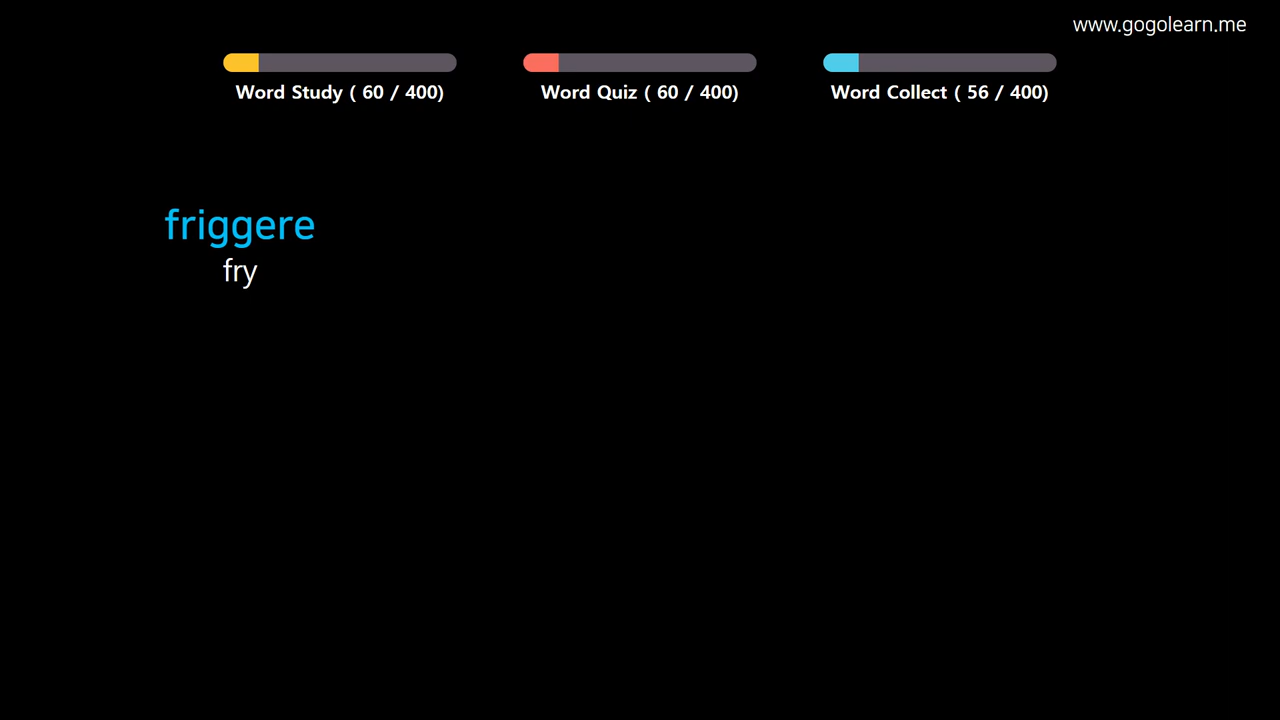 www.gogolearn.me
Word Study ( 60 / 400)
Word Quiz ( 60 / 400)
Word Collect ( 56 / 400)
friggere
fry